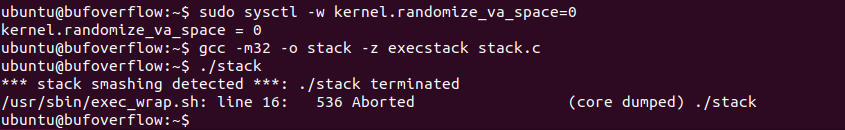 ubuntu@bufoverflow:~$ sudo sysctl -w kernel.randomize_va_space=0
kernel.randomize_va_space = 0
ubuntu@bufoverflow:~$ gcc -m32 -o stack -z execstack stack.c
ubuntu@bufoverflow:~$ ./stack
*** stack smashing detected ***: ./stack terminated
/usr/sbin/exec_wrap.sh: line 16:   536 Aborted                 (core dumped) ./stack
ubuntu@bufoverflow:~$